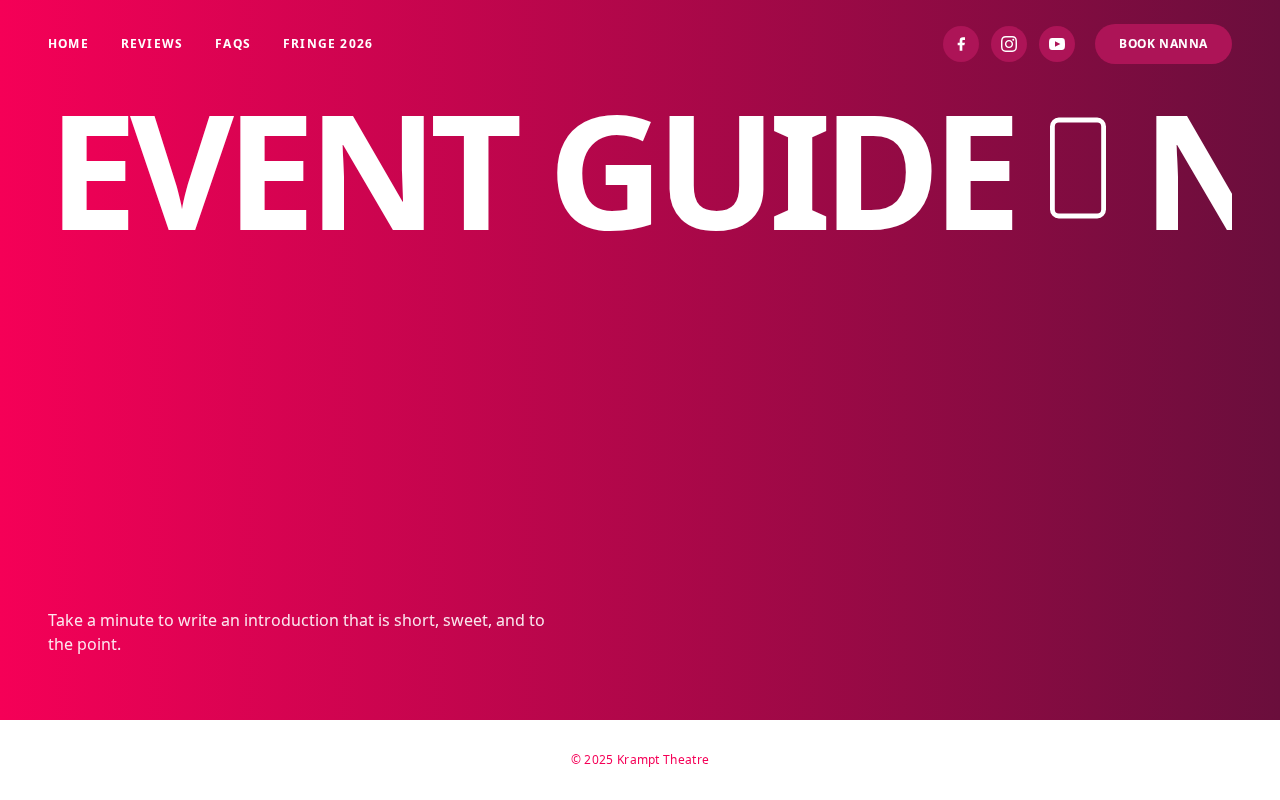 HOME REVIEWS FAQS FRINGE 2026 BOOK NANNA
EVENT GUIDE N
Take a minute to write an introduction that is short, sweet, and to
the point.
© 2025 Krampt Theatre